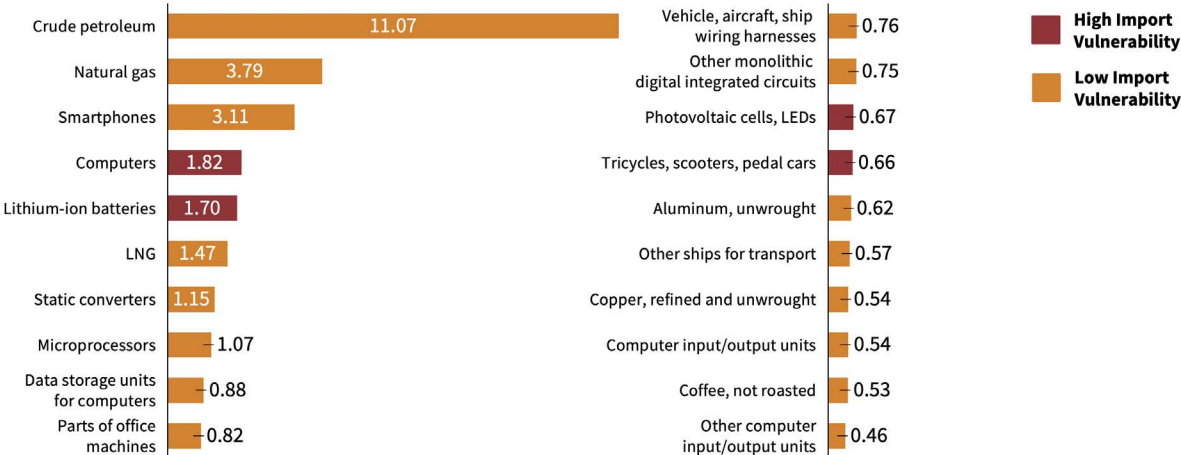 Crude petroleum
11.07
Natural gas
3.79
Smartphones
3.11
Computers
1.82
Lithium-ion batteries
1.70
LNG
1.47
Static converters
1.15
Microprocessors
1.07
Data storage units
for computers
0.88
Parts of office
machines
0.82
Vehicle, aircraft, ship
wiring harnesses
0.76
Other monolithic
digital integrated circuits
0.75
Photovoltaic cells, LEDs
0.67
Tricycles, scooters, pedal cars
0.66
Aluminum, unwrought
0.62
Other ships for transport
0.57
Copper, refined and unwrought
0.54
Computer input/output units
0.54
Coffee, not roasted
0.53
Other computer
input/output units
0.46
High Import
Vulnerability
Low Import
Vulnerability